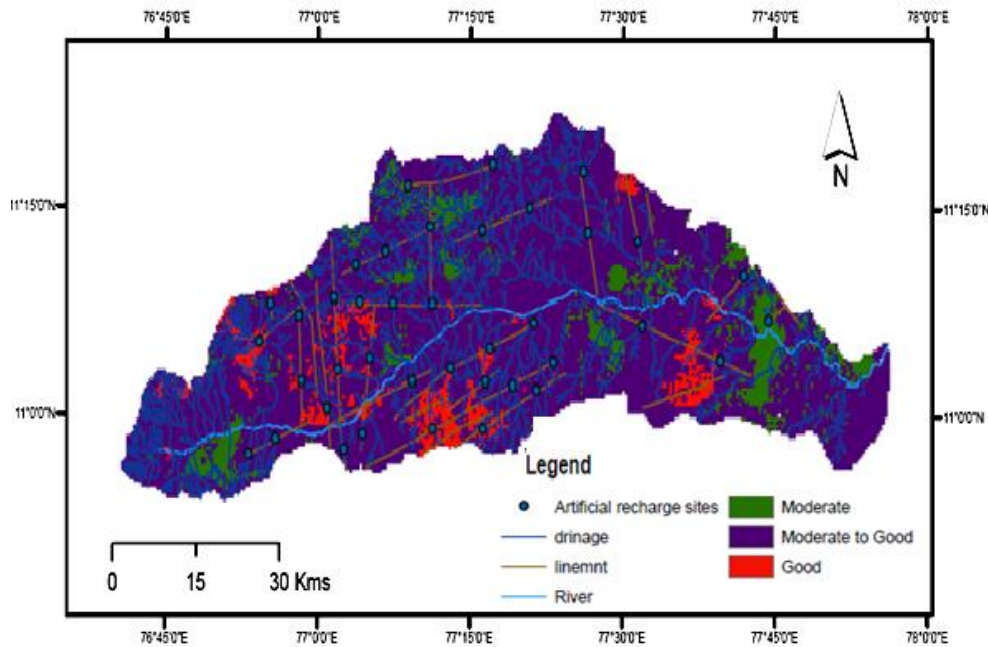 76°45'0"E 77°0'0"E 77°15'0"E 77°30'0"E 77°45'0"E 78°0'0"E
N
11°15'0"N 11°15'0"N
11°0'0"N 11°0'0"N
Legend
Artificial recharge sites
drinage
linemnt
River
Moderate
Moderate to Good
Good
0 15 30 Kms
76°45'0"E 77°0'0"E 77°15'0"E 77°30'0"E 77°45'0"E 78°0'0"E